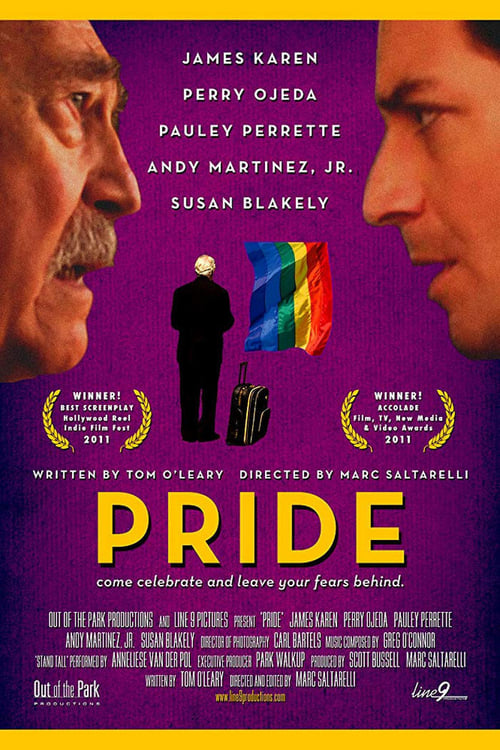 JAMES KAREN
PERRY OJEDA
PAULEY PERRETTE
ANDY MARTINEZ, JR.
SUSAN BLAKELY
WINNER!
BEST SCREENPLAY
Hollywood Reel
Indie Film Fest
2011
WINNER!
ACCOLADE
Film, TV, New Media
& Video Awards
2011
WRITTEN BY TOM O'LEARY DIRECTED BY MARC SALTARELLI
PRIDE
come celebrate and leave your fears behind.
OUT OF THE PARK PRODUCTIONS AND LINE 9 PICTURES PRESENT "PRIDE" JAMES KAREN PERRY OJEDA PAULEY PERRETTE
ANDY MARTINEZ, JR. SUSAN BLAKELY DIRECTOR OF PHOTOGRAPHY CARL BARTELS MUSIC COMPOSED BY GREG O'CONNOR
"STAND TALL" PERFORMED BY ANNELIESE VAN DER POL EXECUTIVE PRODUCER PARK WALKUP PRODUCED BY SCOTT BUSSELL MARC SALTARELLI
WRITTEN BY TOM O'LEARY DIRECTED AND EDITED BY MARC SALTARELLI
www.line9productions.com
Out of the Park
PRODUCTIONS
line9